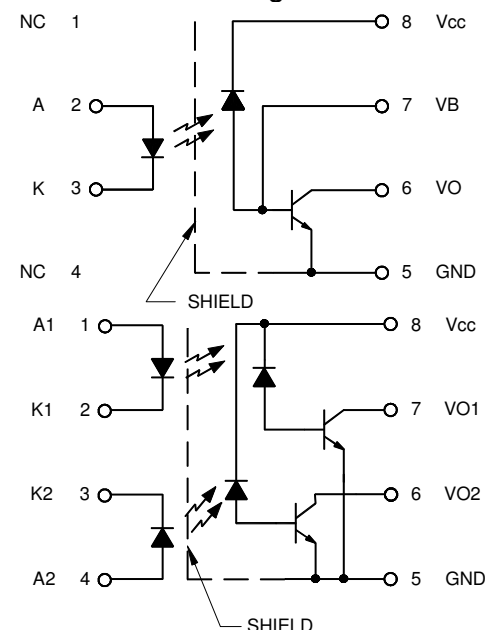 NC 1 8 Vcc
A 2 7 VB
K 3 6 VO
NC 4 5 GND
SHIELD
A1 1 8 Vcc
K1 2 7 VO1
K2 3 6 VO2
A2 4 5 GND
SHIELD